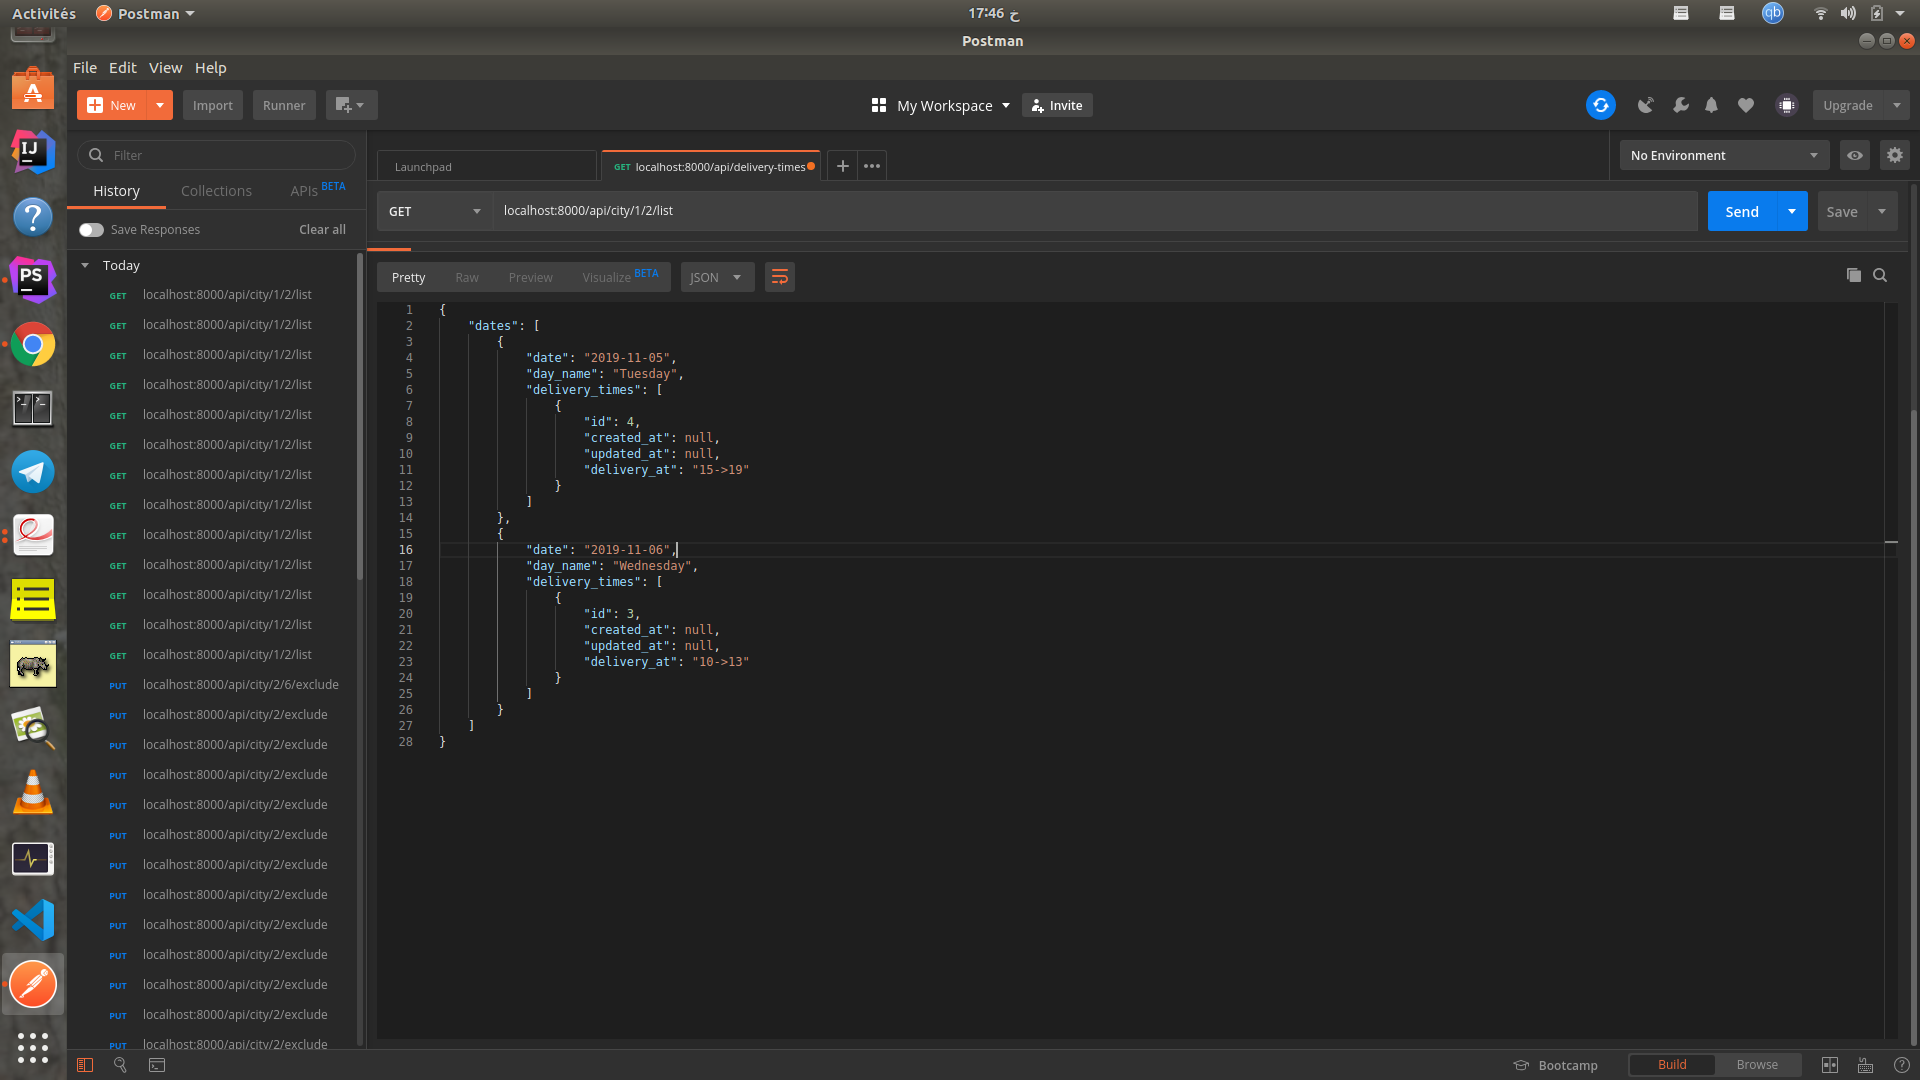 Activités
Postman
17:46 خ
qb
Postman
File Edit View Help
New
Import
Runner
My Workspace
Invite
Upgrade
Filter
History
Collections
APIs BETA
Save Responses
Clear all
Today
GET localhost:8000/api/city/1/2/list
GET localhost:8000/api/city/1/2/list
GET localhost:8000/api/city/1/2/list
GET localhost:8000/api/city/1/2/list
GET localhost:8000/api/city/1/2/list
GET localhost:8000/api/city/1/2/list
GET localhost:8000/api/city/1/2/list
GET localhost:8000/api/city/1/2/list
GET localhost:8000/api/city/1/2/list
GET localhost:8000/api/city/1/2/list
GET localhost:8000/api/city/1/2/list
GET localhost:8000/api/city/1/2/list
GET localhost:8000/api/city/1/2/list
PUT localhost:8000/api/city/2/6/exclude
PUT localhost:8000/api/city/2/exclude
PUT localhost:8000/api/city/2/exclude
PUT localhost:8000/api/city/2/exclude
PUT localhost:8000/api/city/2/exclude
PUT localhost:8000/api/city/2/exclude
PUT localhost:8000/api/city/2/exclude
PUT localhost:8000/api/city/2/exclude
PUT localhost:8000/api/city/2/exclude
PUT localhost:8000/api/city/2/exclude
PUT localhost:8000/api/city/2/exclude
PUT localhost:8000/api/city/2/exclude
PUT localhost:8000/api/city/2/exclude
Launchpad
GET localhost:8000/api/delivery-times
No Environment
GET
localhost:8000/api/city/1/2/list
Send
Save
Pretty
Raw
Preview
Visualize BETA
JSON
1 {
2 "dates": [
3 {
4 "date": "2019-11-05",
5 "day_name": "Tuesday",
6 "delivery_times": [
7 {
8 "id": 4,
9 "created_at": null,
10 "updated_at": null,
11 "delivery_at": "15->19"
12 }
13 ]
14 },
15 {
16 "date": "2019-11-06",
17 "day_name": "Wednesday",
18 "delivery_times": [
19 {
20 "id": 3,
21 "created_at": null,
22 "updated_at": null,
23 "delivery_at": "10->13"
24 }
25 ]
26 }
27 ]
28 }
IJ
PS
Bootcamp
Build
Browse